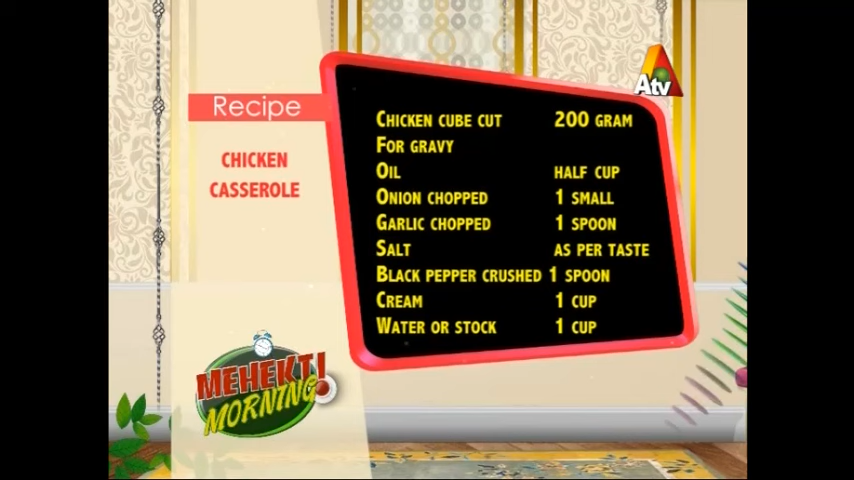 Atv
Recipe
CHICKEN
CASSEROLE
CHICKEN CUBE CUT 200 GRAM
FOR GRAVY
OIL HALF CUP
ONION CHOPPED 1 SMALL
GARLIC CHOPPED 1 SPOON
SALT AS PER TASTE
BLACK PEPPER CRUSHED 1 SPOON
CREAM 1 CUP
WATER OR STOCK 1 CUP
MEHEKTI
MORNING